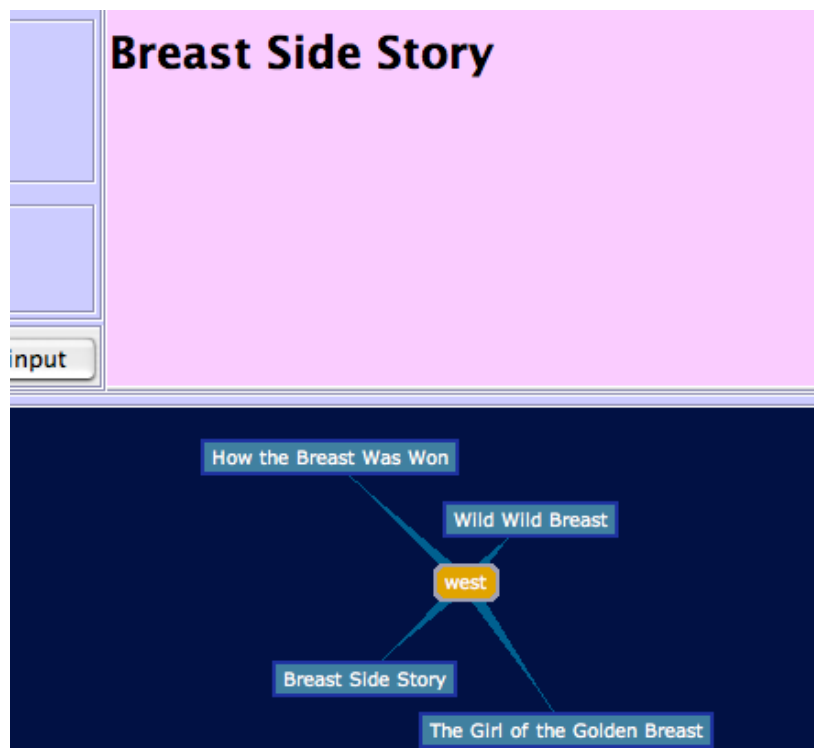 Breast Side Story
input
How the Breast Was Won
Wild Wild Breast
west
Breast Side Story
The Girl of the Golden Breast